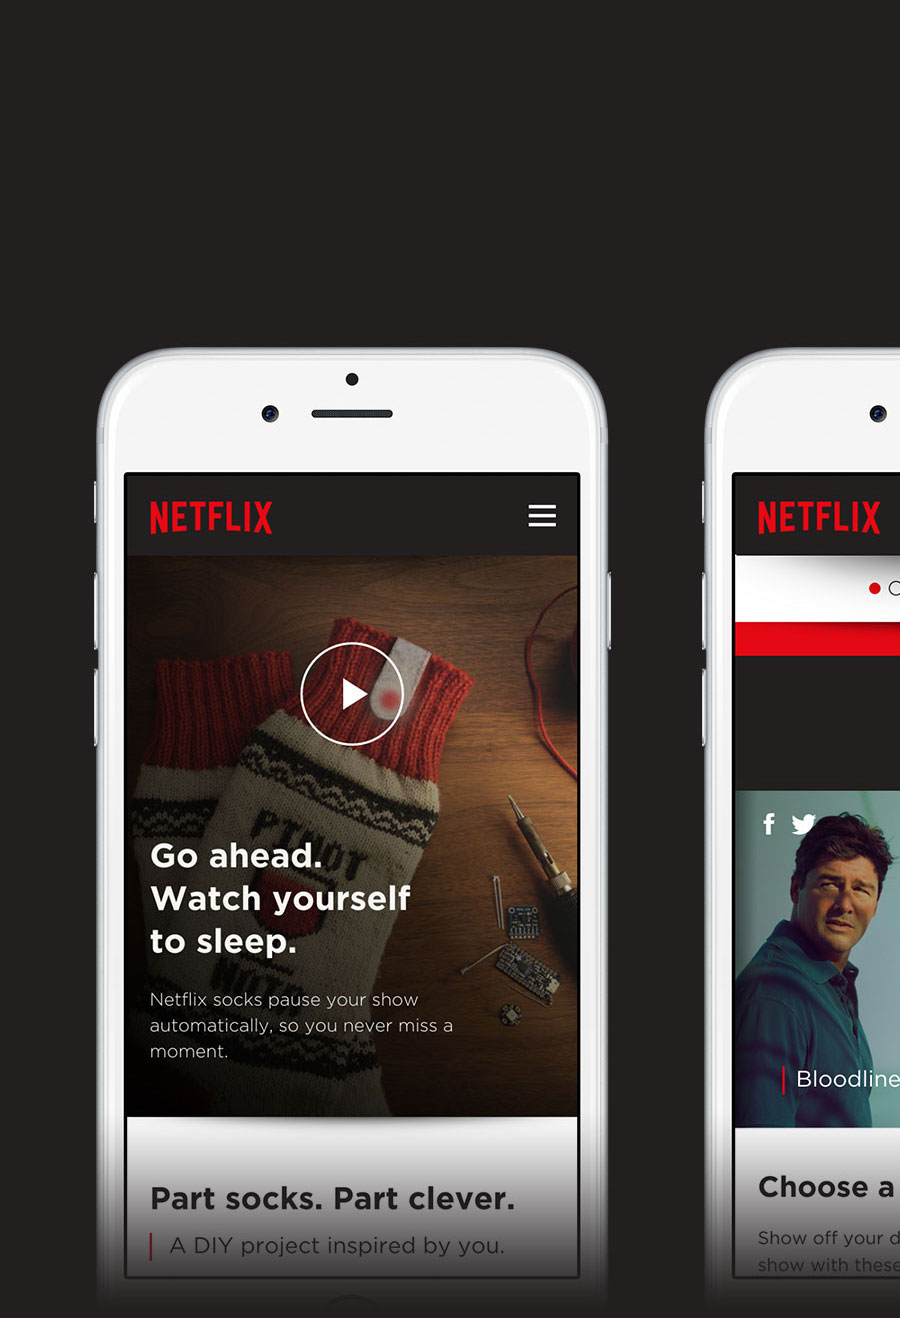 NETFLIX
PINOT
Go ahead.
Watch yourself
to sleep.
Netflix socks pause your show
automatically, so you never miss a
moment.
Part socks. Part clever.
A DIY project inspired by you.
NETFLIX
f
Bloodline
Choose a
Show off your d
show with these